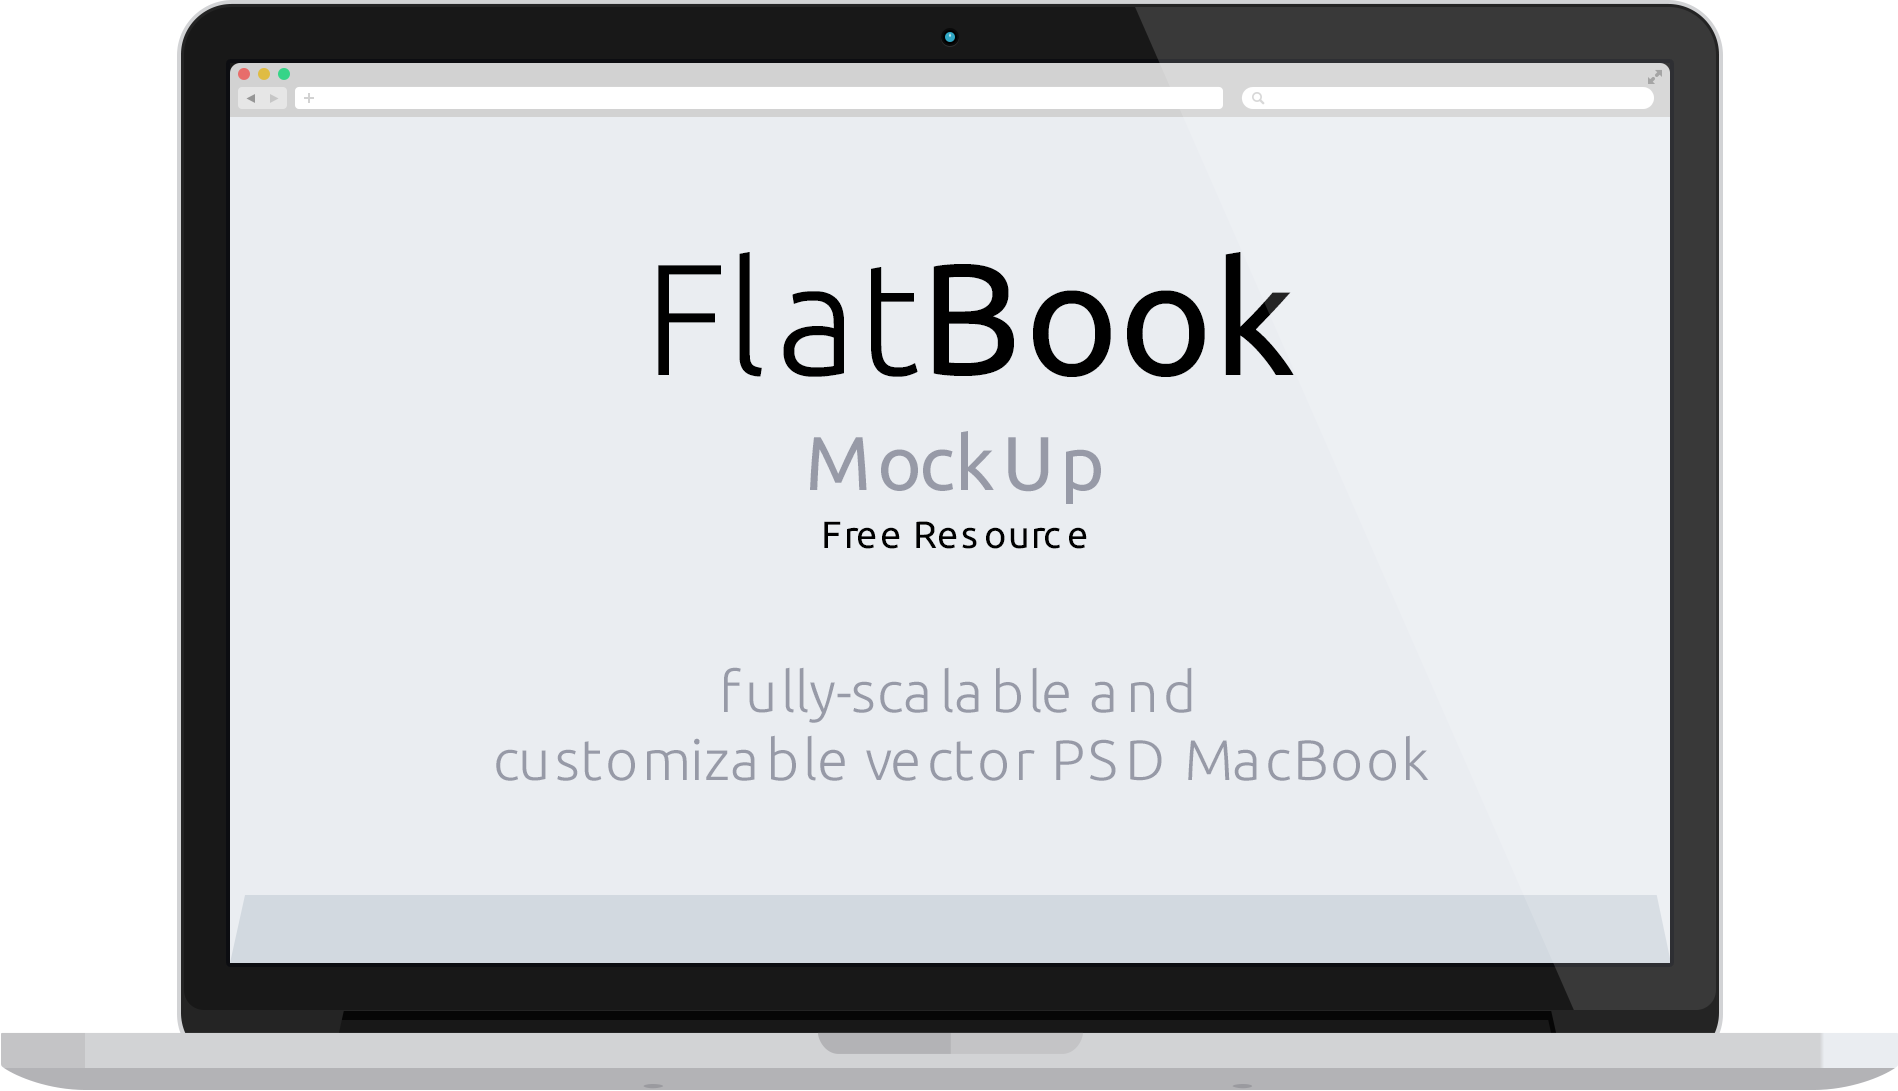 FlatBook
MockUp
Free Resource
fully-scalable and
customizable vector PSD MacBook